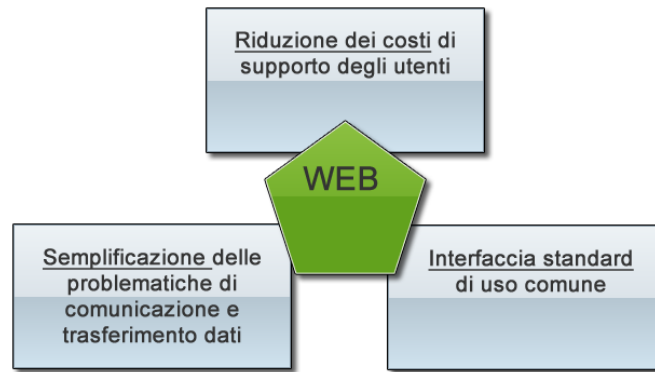 Riduzione dei costi di
supporto degli utenti
WEB
Semplificazione delle
problematiche di
comunicazione e
trasferimento dati
Interfaccia standard
di uso comune